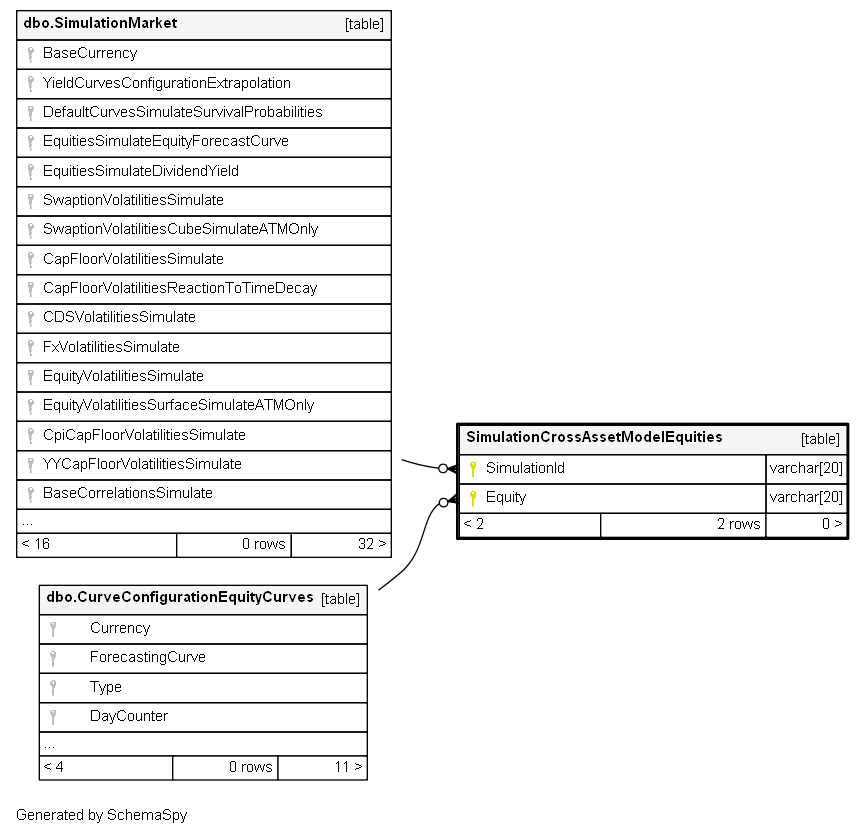 dbo.SimulationMarket [table]
BaseCurrency
YieldCurvesConfigurationExtrapolation
DefaultCurvesSimulateSurvivalProbabilities
EquitiesSimulateEquityForecastCurve
EquitiesSimulateDividendYield
SwaptionVolatilitiesSimulate
SwaptionVolatilitiesCubeSimulateATMOnly
CapFloorVolatilitiesSimulate
CapFloorVolatilitiesReactionToTimeDecay
CDSVolatilitiesSimulate
FxVolatilitiesSimulate
EquityVolatilitiesSimulate
EquityVolatilitiesSurfaceSimulateATMOnly
CpiCapFloorVolatilitiesSimulate
YYCapFloorVolatilitiesSimulate
BaseCorrelationsSimulate
...
< 16 0 rows 32 >
SimulationCrossAssetModelEquities [table]
SimulationId varchar[20]
Equity varchar[20]
< 2 2 rows 0 >
dbo.CurveConfigurationEquityCurves [table]
Currency
ForecastingCurve
Type
DayCounter
...
< 4 0 rows 11 >
Generated by SchemaSpy